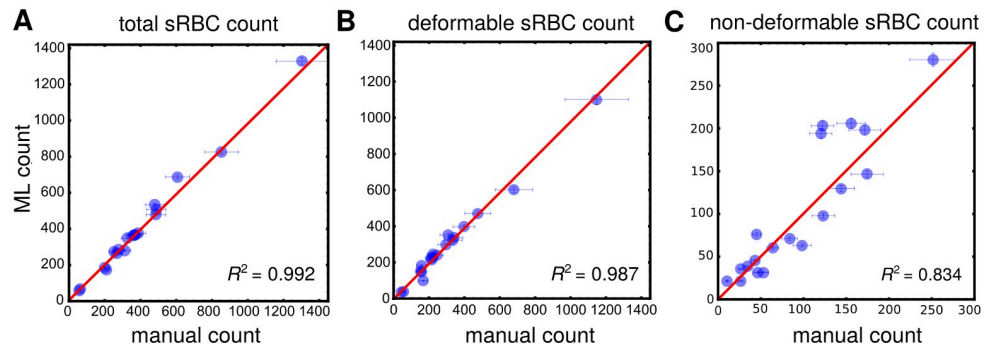 A total sRBC count
1400
1200
1000
800
600
400
200
0
0 200 400 600 800 1000 1200 1400
ML count
manual count
R² = 0.992
B deformable sRBC count
1400
1200
1000
800
600
400
200
0
0 200 400 600 800 1000 1200 1400
manual count
R² = 0.987
C non-deformable sRBC count
300
250
200
150
100
50
0
0 50 100 150 200 250 300
manual count
R² = 0.834